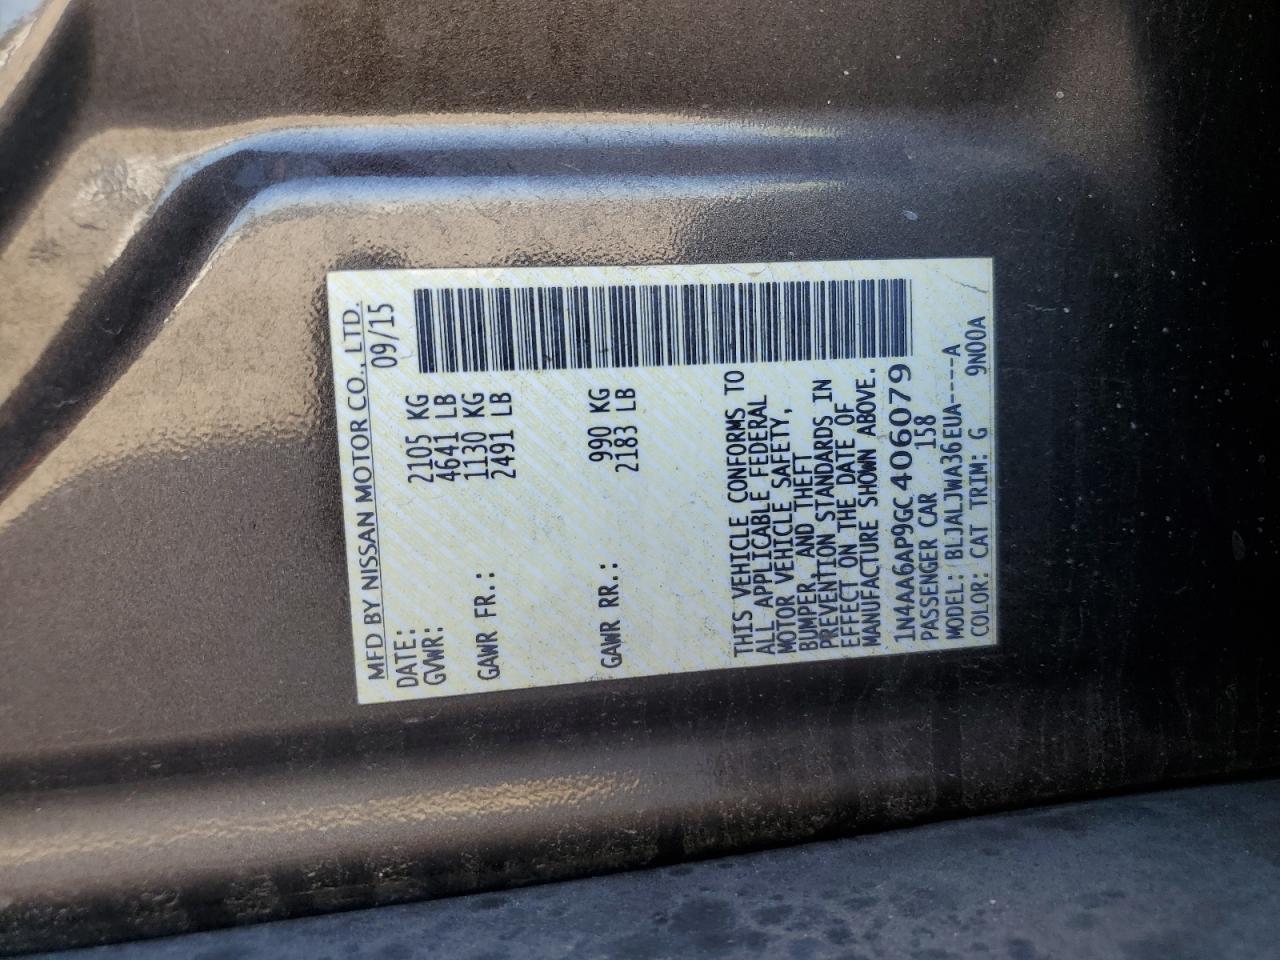 MFD BY NISSAN MOTOR CO., LTD.
DATE: 09/15
GVWR: 2105 KG
4641 LB
GAWR FR.: 1130 KG
2491 LB
GAWR RR.: 990 KG
2183 LB
THIS VEHICLE CONFORMS TO
ALL APPLICABLE FEDERAL
MOTOR VEHICLE SAFETY,
BUMPER, AND THEFT
PREVENTION STANDARDS IN
EFFECT ON THE DATE OF
MANUFACTURE SHOWN ABOVE.
1N4AA6AP9GC406079
PASSENGER CAR 158
MODEL: BLJALJWA36EUA----A
COLOR: CAT TRIM: G 9N00A